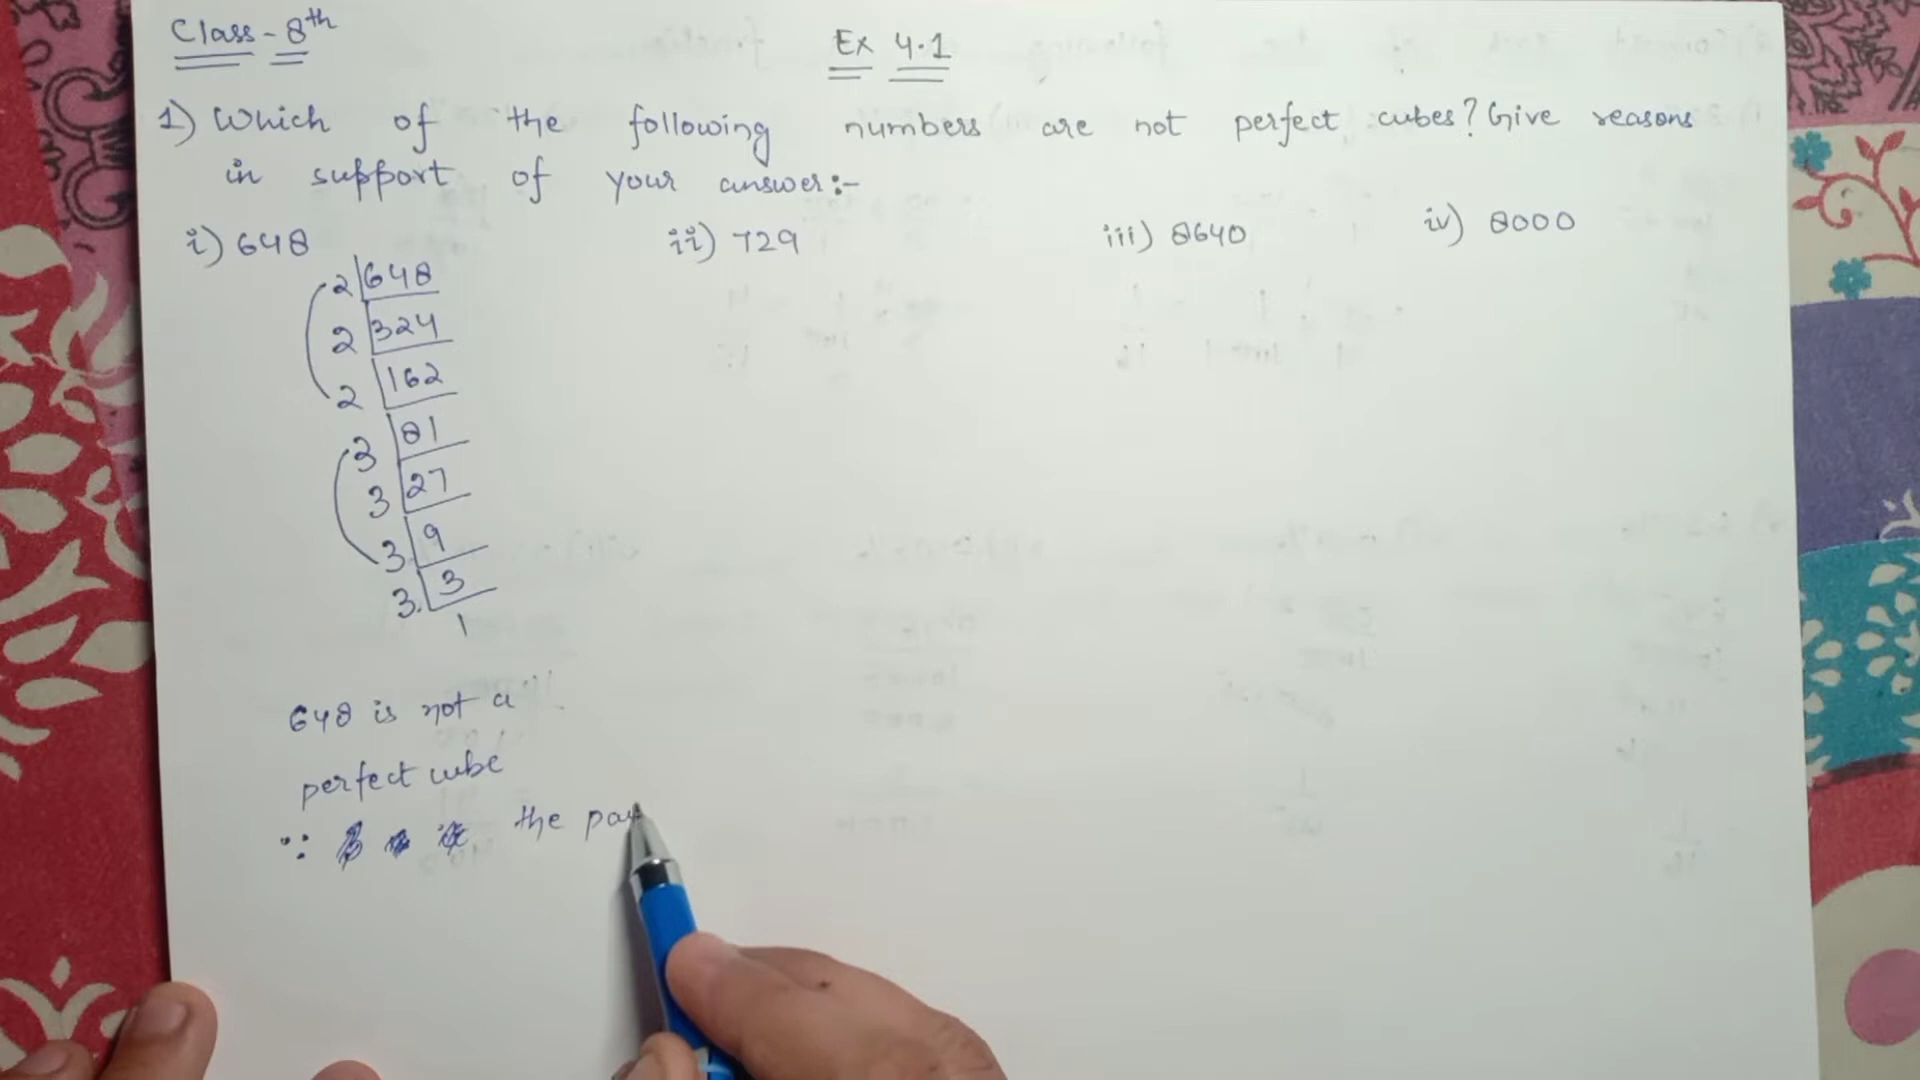 Class - 8th
Ex 4.1
1) Which of the following numbers are not perfect cubes? Give reasons
in support of your answer:-
i) 648 ii) 729 iii) 8640 iv) 8000
2 648
2 324
2 162
3 81
3 27
3 9
3 3
1
648 is not a
perfect cube
∵ the